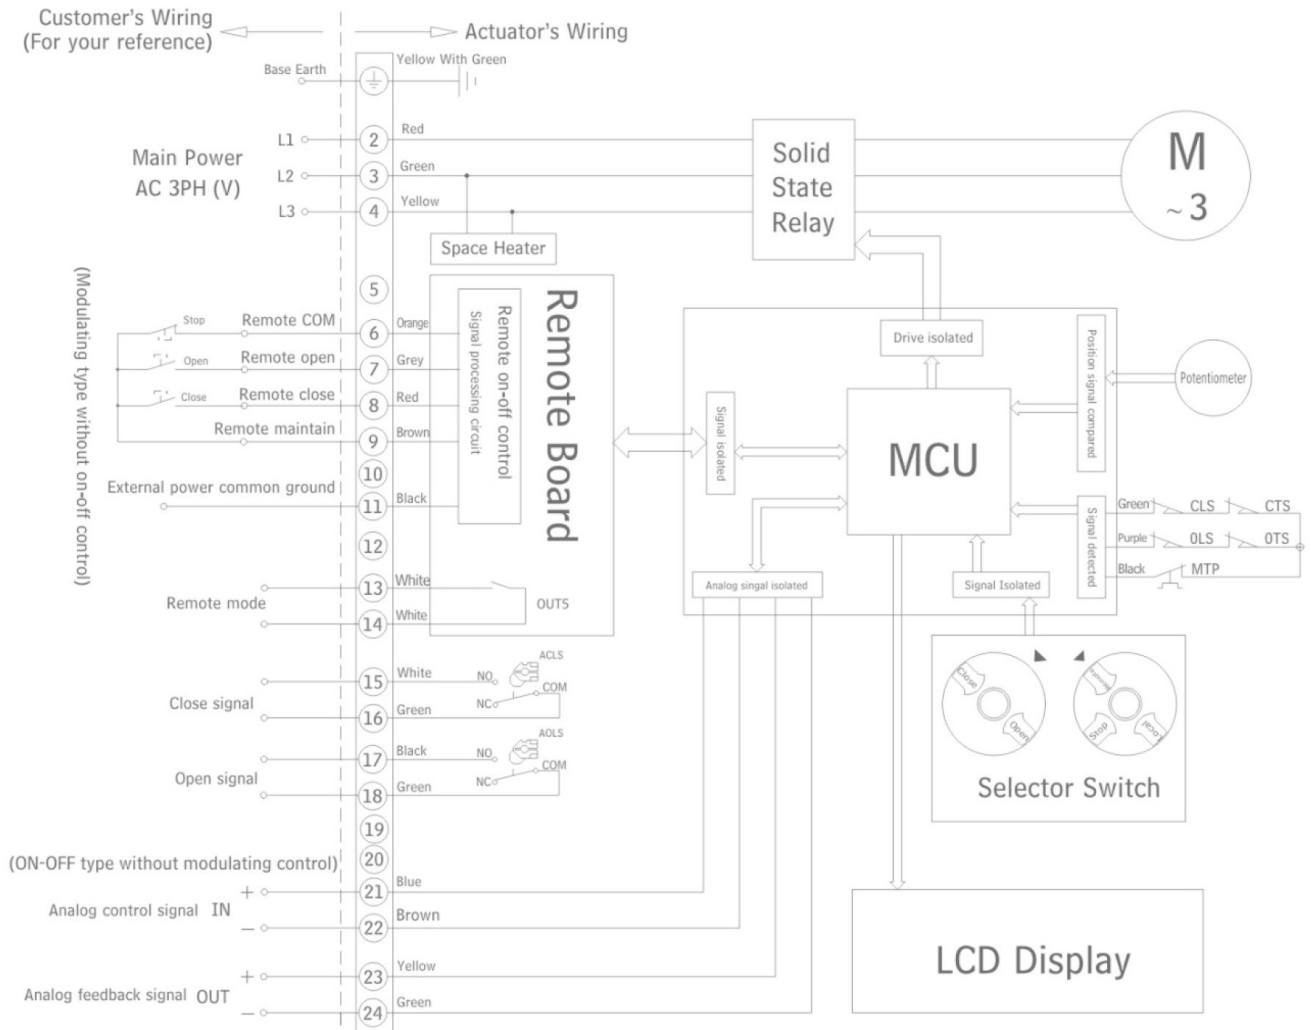 Customer's Wiring
(For your reference)
Actuator's Wiring
Base Earth
Yellow With Green
Main Power
AC 3PH (V)
L1
2
Red
L2
3
Green
L3
4
Yellow
Space Heater
Solid
State
Relay
M
~3
(Modulating type without on-off control)
5
Stop
Remote COM
6
Orange
Open
Remote open
7
Grey
Close
Remote close
8
Red
Remote maintain
9
Brown
10
External power common ground
11
Black
12
Remote mode
13
White
14
White
OUT5
Remote on-off control
Signal processing circuit
Remote Board
Signal isolated
Drive isolated
MCU
Position signal compared
Potentiometer
Signal detected
Green
CLS
CTS
Purple
OLS
OTS
Black
MTP
Analog singal isolated
Signal Isolated
Close
Open
Remote
Stop
Local
Selector Switch
LCD Display
Close signal
15
White
NO
ACLS
COM
NC
16
Green
Open signal
17
Black
NO
AOLS
COM
NC
18
Green
19
20
(ON-OFF type without modulating control)
Analog control signal IN
+
21
Blue
−
22
Brown
Analog feedback signal OUT
+
23
Yellow
−
24
Green